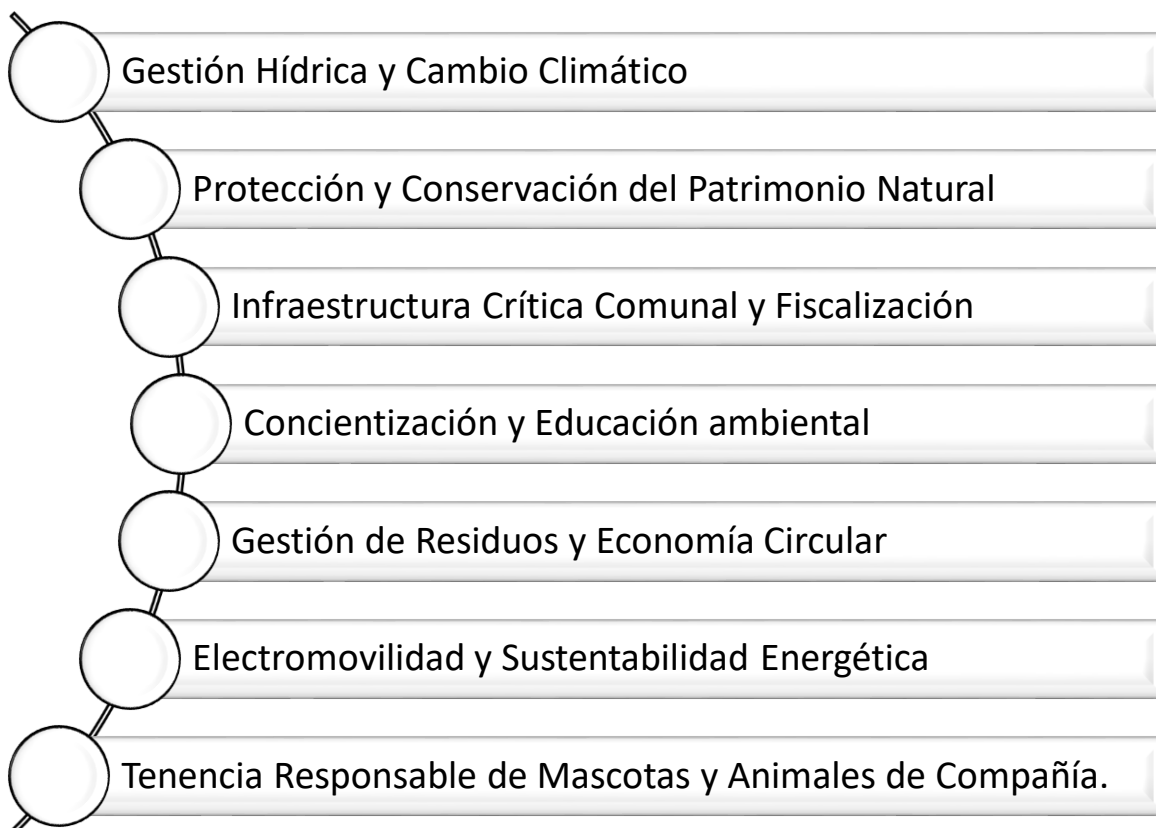 Gestión Hídrica y Cambio Climático
Protección y Conservación del Patrimonio Natural
Infraestructura Crítica Comunal y Fiscalización
Concientización y Educación ambiental
Gestión de Residuos y Economía Circular
Electromovilidad y Sustentabilidad Energética
Tenencia Responsable de Mascotas y Animales de Compañía.